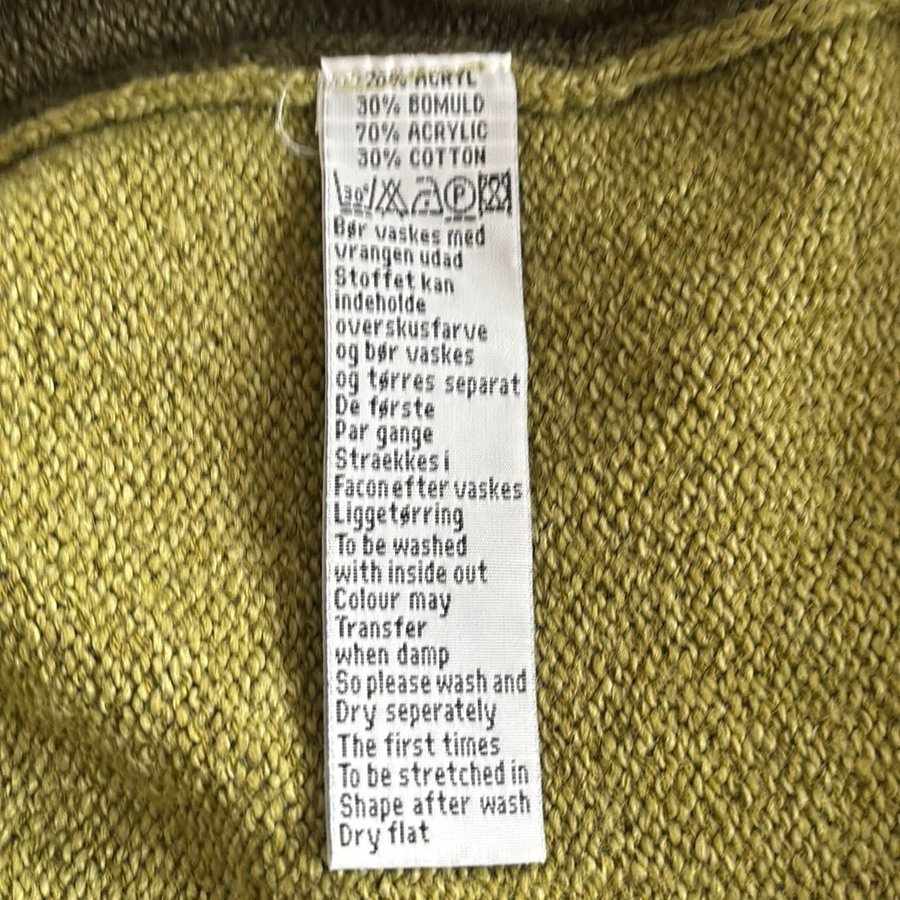 70% ACRYL
30% BOMULD
70% ACRYLIC
30% COTTON
30°
P
Bør vaskes med
vrangen udad
Stoffet kan
indeholde
overskusfarve
og bør vaskes
og tørres separat
De første
Par gange
Straekkes i
Facon efter vaskes
Liggetørring
To be washed
with inside out
Colour may
Transfer
when damp
So please wash and
Dry seperately
The first times
To be stretched in
Shape after wash
Dry flat